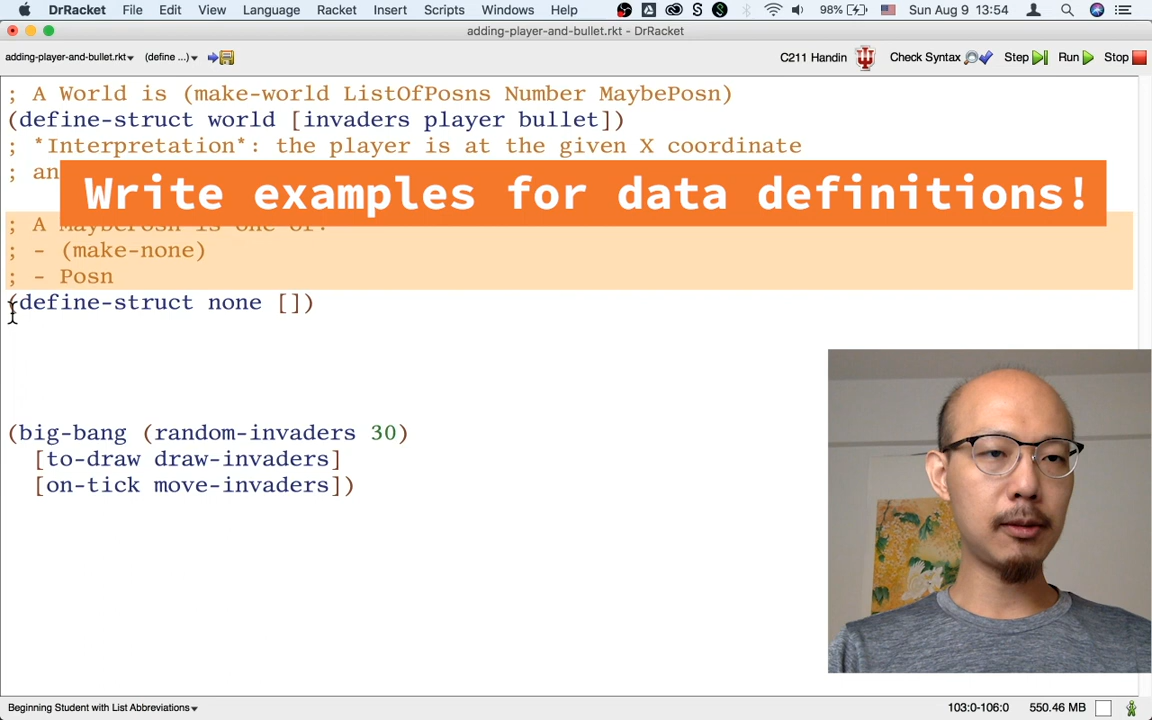 DrRacket File Edit View Language Racket Insert Scripts Windows Help 98% Sun Aug 9 13:54
adding-player-and-bullet.rkt - DrRacket
adding-player-and-bullet.rkt (define ...) C211 Handin Check Syntax Step Run Stop
; A World is (make-world ListOfPosns Number MaybePosn)
(define-struct world [invaders player bullet])
; *Interpretation*: the player is at the given X coordinate
; an
Write examples for data definitions!
; A MaybePosn is one of:
; - (make-none)
; - Posn
(define-struct none [])
(big-bang (random-invaders 30)
[to-draw draw-invaders]
[on-tick move-invaders])
Beginning Student with List Abbreviations 103:0-106:0 550.46 MB